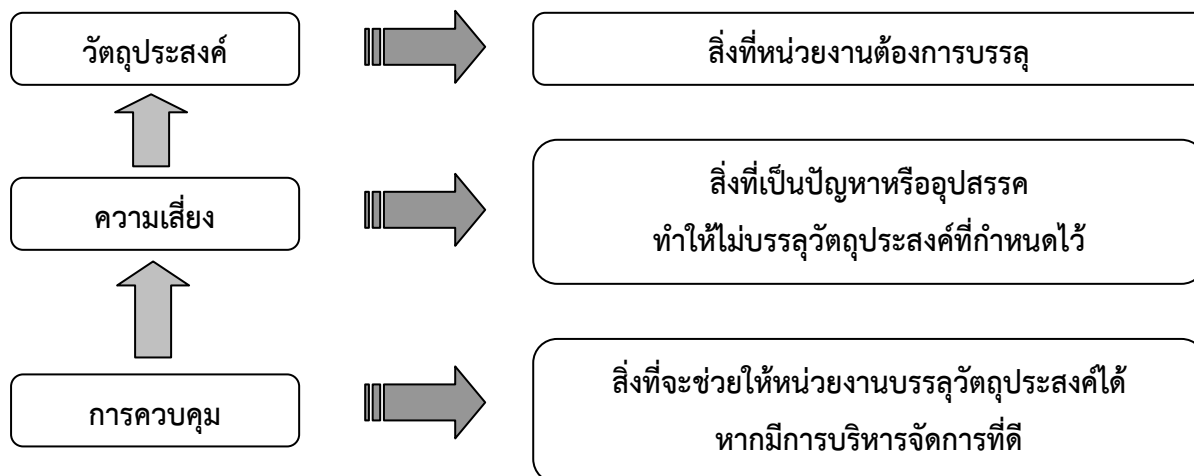 วัตถุประสงค์
สิ่งที่หน่วยงานต้องการบรรลุ
ความเสี่ยง
สิ่งที่เป็นปัญหาหรืออุปสรรค
ทำให้ไม่บรรลุวัตถุประสงค์ที่กำหนดไว้
การควบคุม
สิ่งที่จะช่วยให้หน่วยงานบรรลุวัตถุประสงค์ได้
หากมีการบริหารจัดการที่ดี